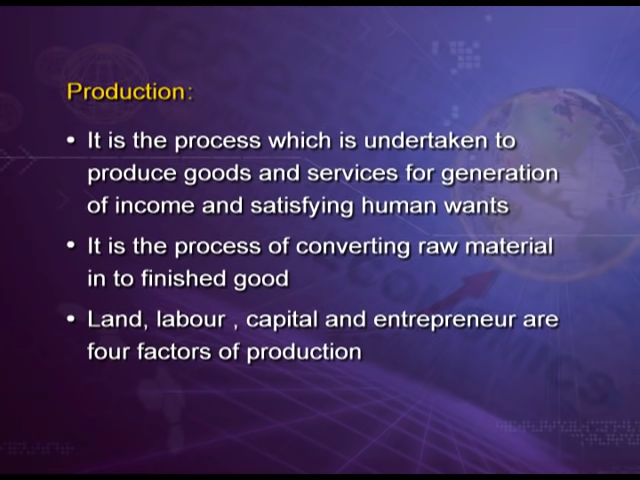 Production:
• It is the process which is undertaken to
produce goods and services for generation
of income and satisfying human wants
• It is the process of converting raw material
in to finished good
• Land, labour , capital and entrepreneur are
four factors of production